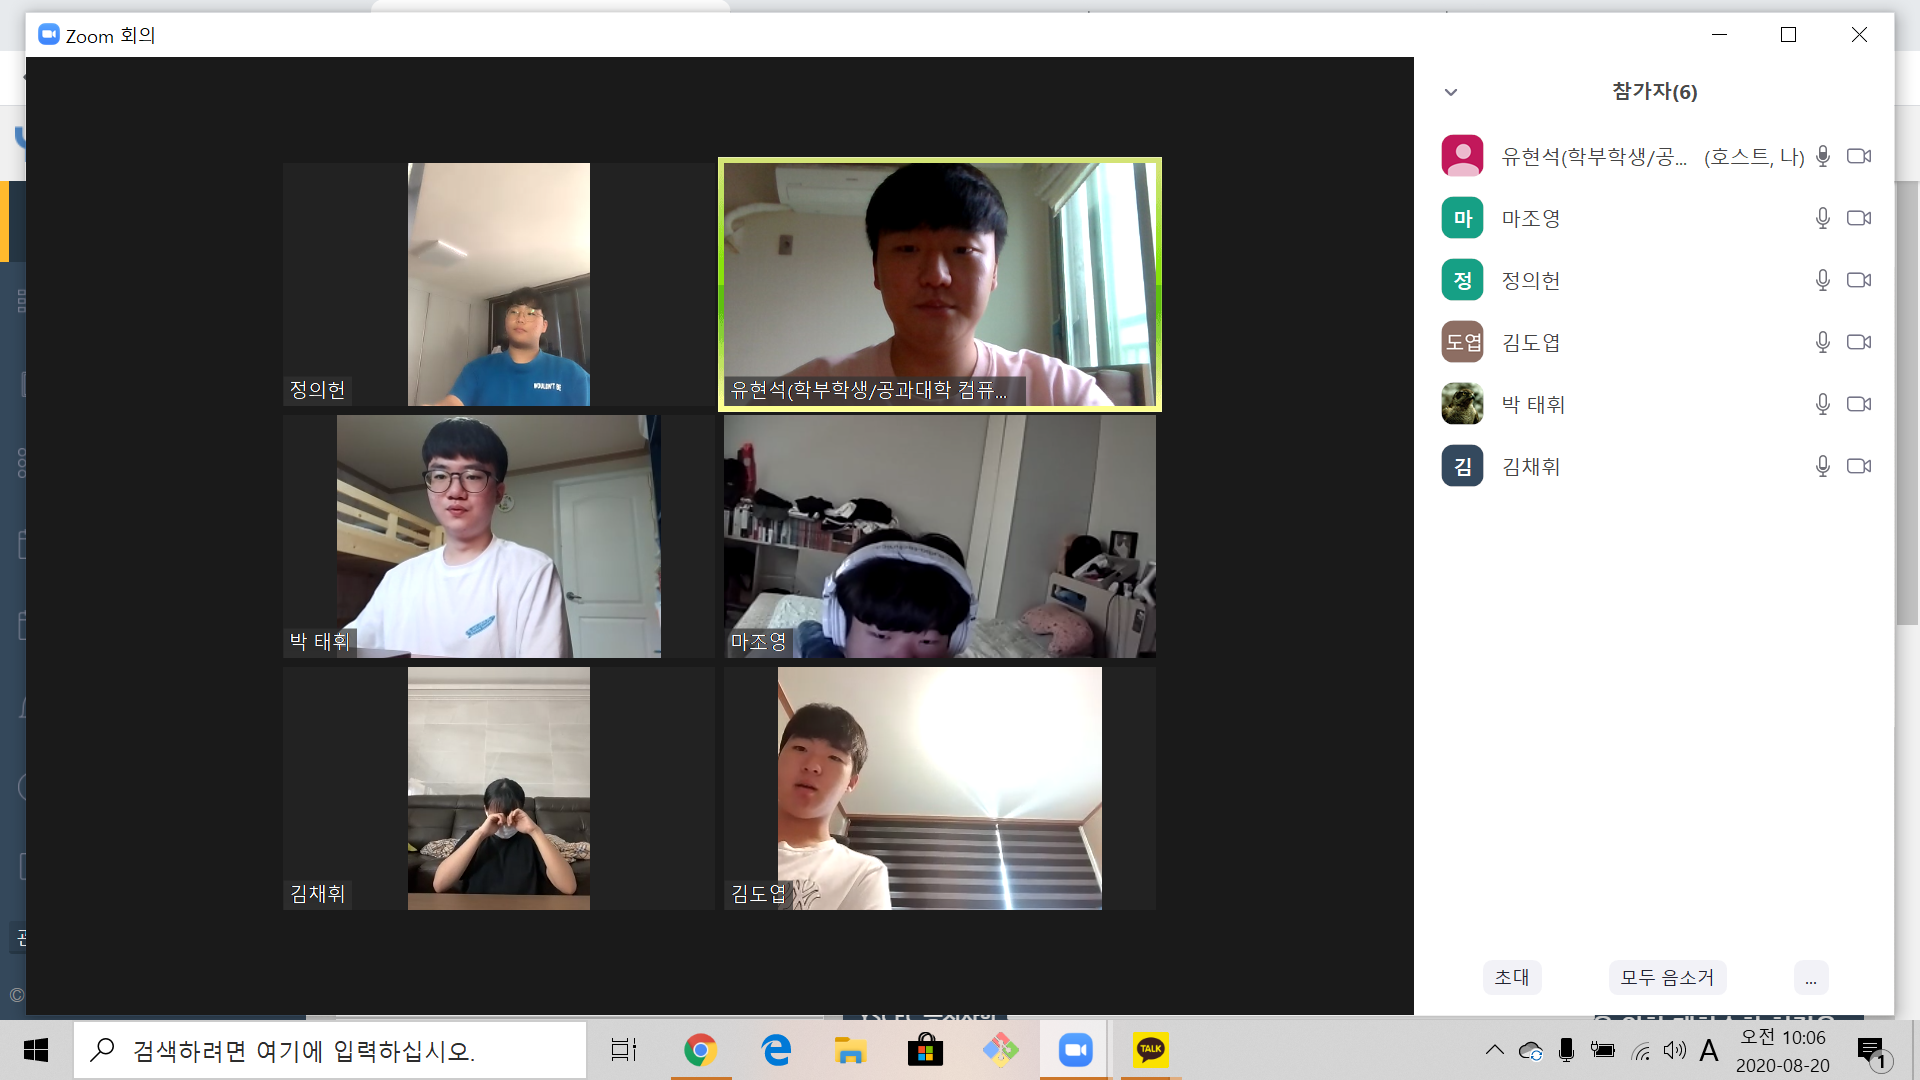 Zoom 회의
참가자(6)
유현석(학부학생/공... (호스트, 나)
마 마조영
정 정의헌
도엽 김도엽
박 태휘
김 김채휘
정의헌
WOULDN'T BE
유현석(학부학생/공과대학 컴퓨...
박 태휘
마조영
김채휘
김도엽
초대
모두 음소거
...
©
검색하려면 여기에 입력하십시오.
TALK
A
오전 10:06
2020-08-20
1